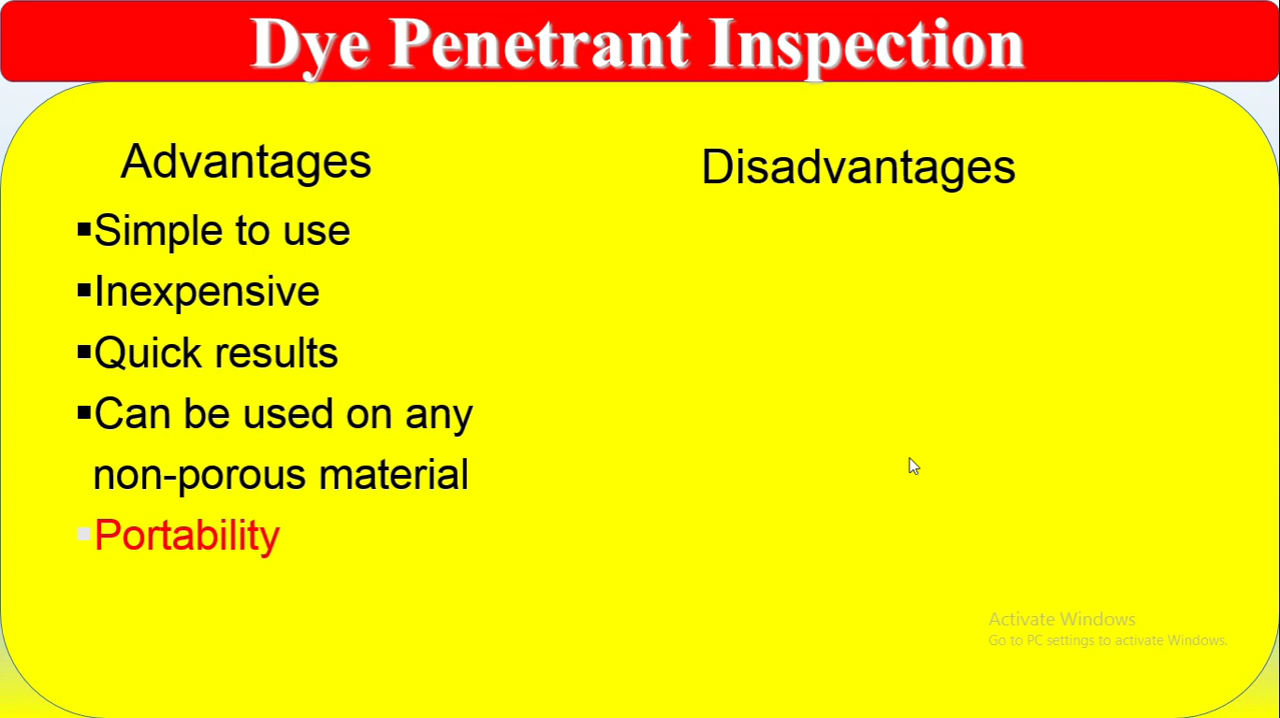 Dye Penetrant Inspection
Advantages
▪Simple to use
▪Inexpensive
▪Quick results
▪Can be used on any
non-porous material
▪Portability
Disadvantages
Activate Windows
Go to PC settings to activate Windows.